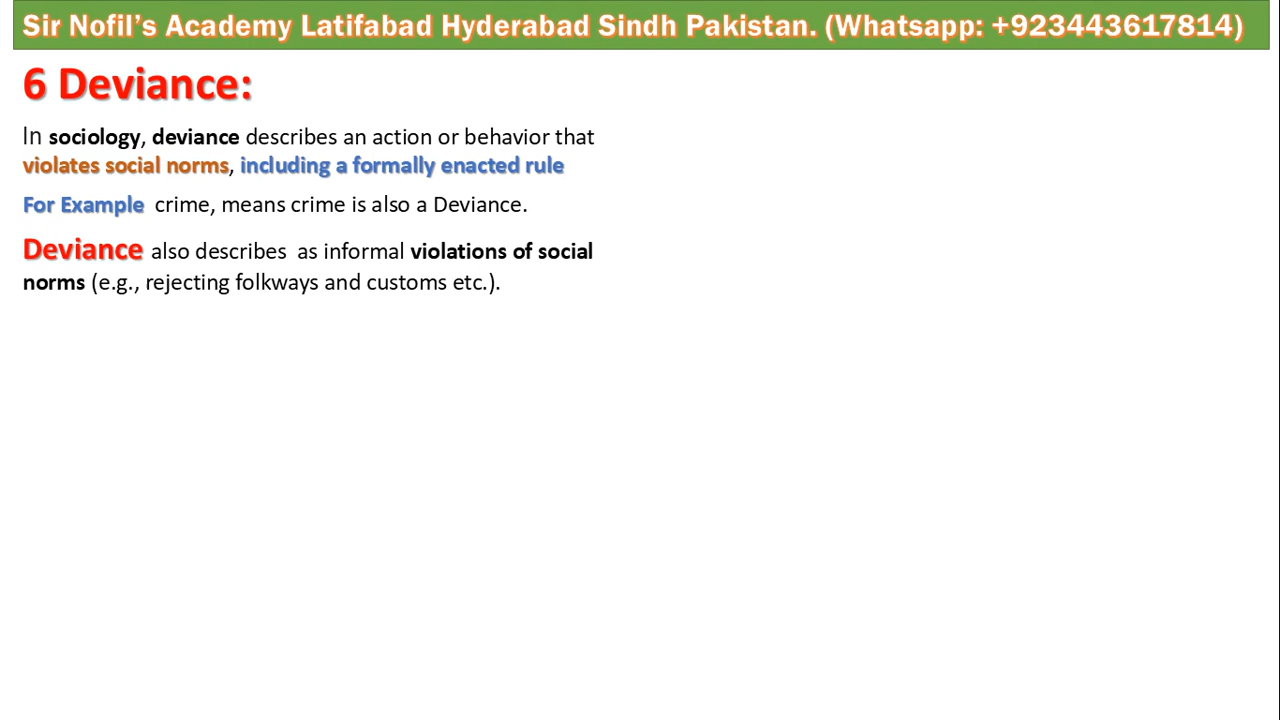 Sir Nofil’s Academy Latifabad Hyderabad Sindh Pakistan. (Whatsapp: +923443617814)
6 Deviance:
In sociology, deviance describes an action or behavior that
violates social norms, including a formally enacted rule
For Example crime, means crime is also a Deviance.
Deviance also describes as informal violations of social
norms (e.g., rejecting folkways and customs etc.).